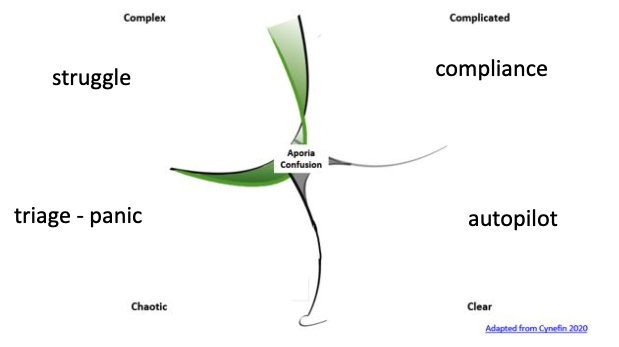 Complex
Complicated
struggle
compliance
Aporia
Confusion
triage - panic
autopilot
Chaotic
Clear
Adapted from Cynefin 2020